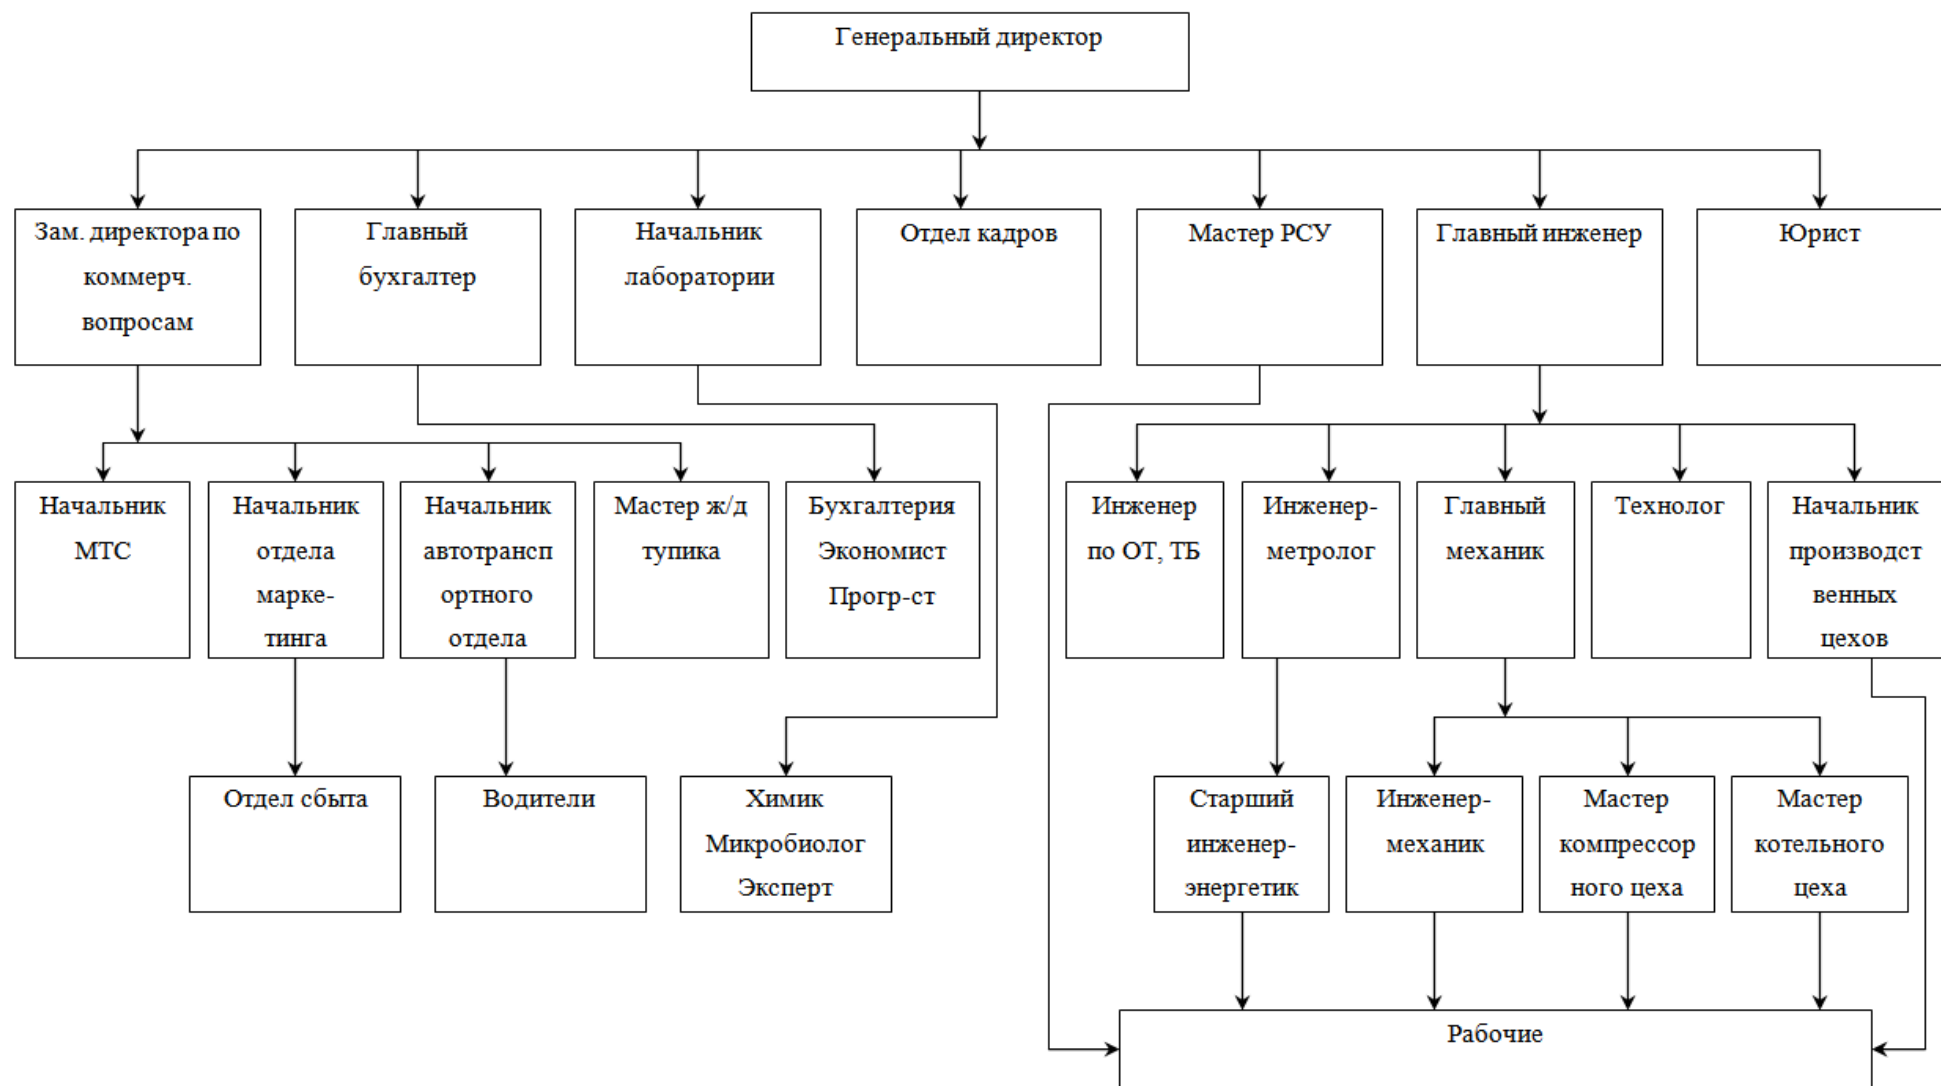 Генеральный директор
Зам. директора по
коммерч.
вопросам
Главный
бухгалтер
Начальник
лаборатории
Отдел кадров
Мастер РСУ
Главный инженер
Юрист
Начальник
МТС
Начальник
отдела
марке-
тинга
Начальник
автотрансп
ортного
отдела
Мастер ж/д
тупика
Бухгалтерия
Экономист
Прогр-ст
Инженер
по ОТ, ТБ
Инженер-
метролог
Главный
механик
Технолог
Начальник
производст
венных
цехов
Отдел сбыта
Водители
Химик
Микробиолог
Эксперт
Старший
инженер-
энергетик
Инженер-
механик
Мастер
компрессор
ного цеха
Мастер
котельного
цеха
Рабочие